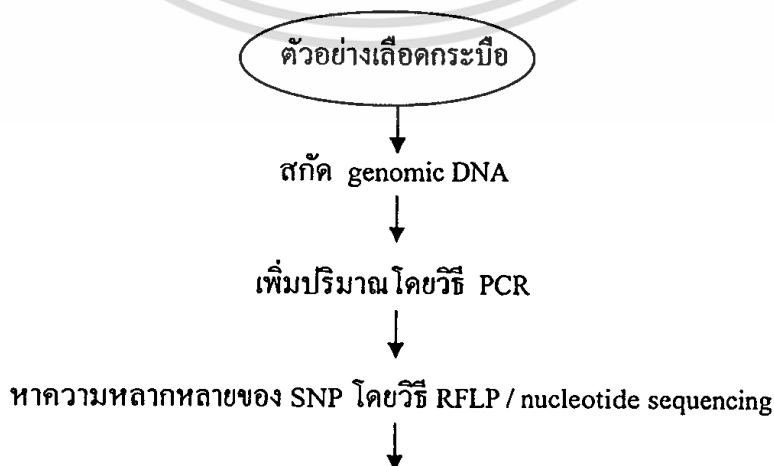 ตัวอย่างเลือดกระบือ
สกัด genomic DNA
เพิ่มปริมาณโดยวิธี PCR
หาความหลากหลายของ SNP โดยวิธี RFLP / nucleotide sequencing